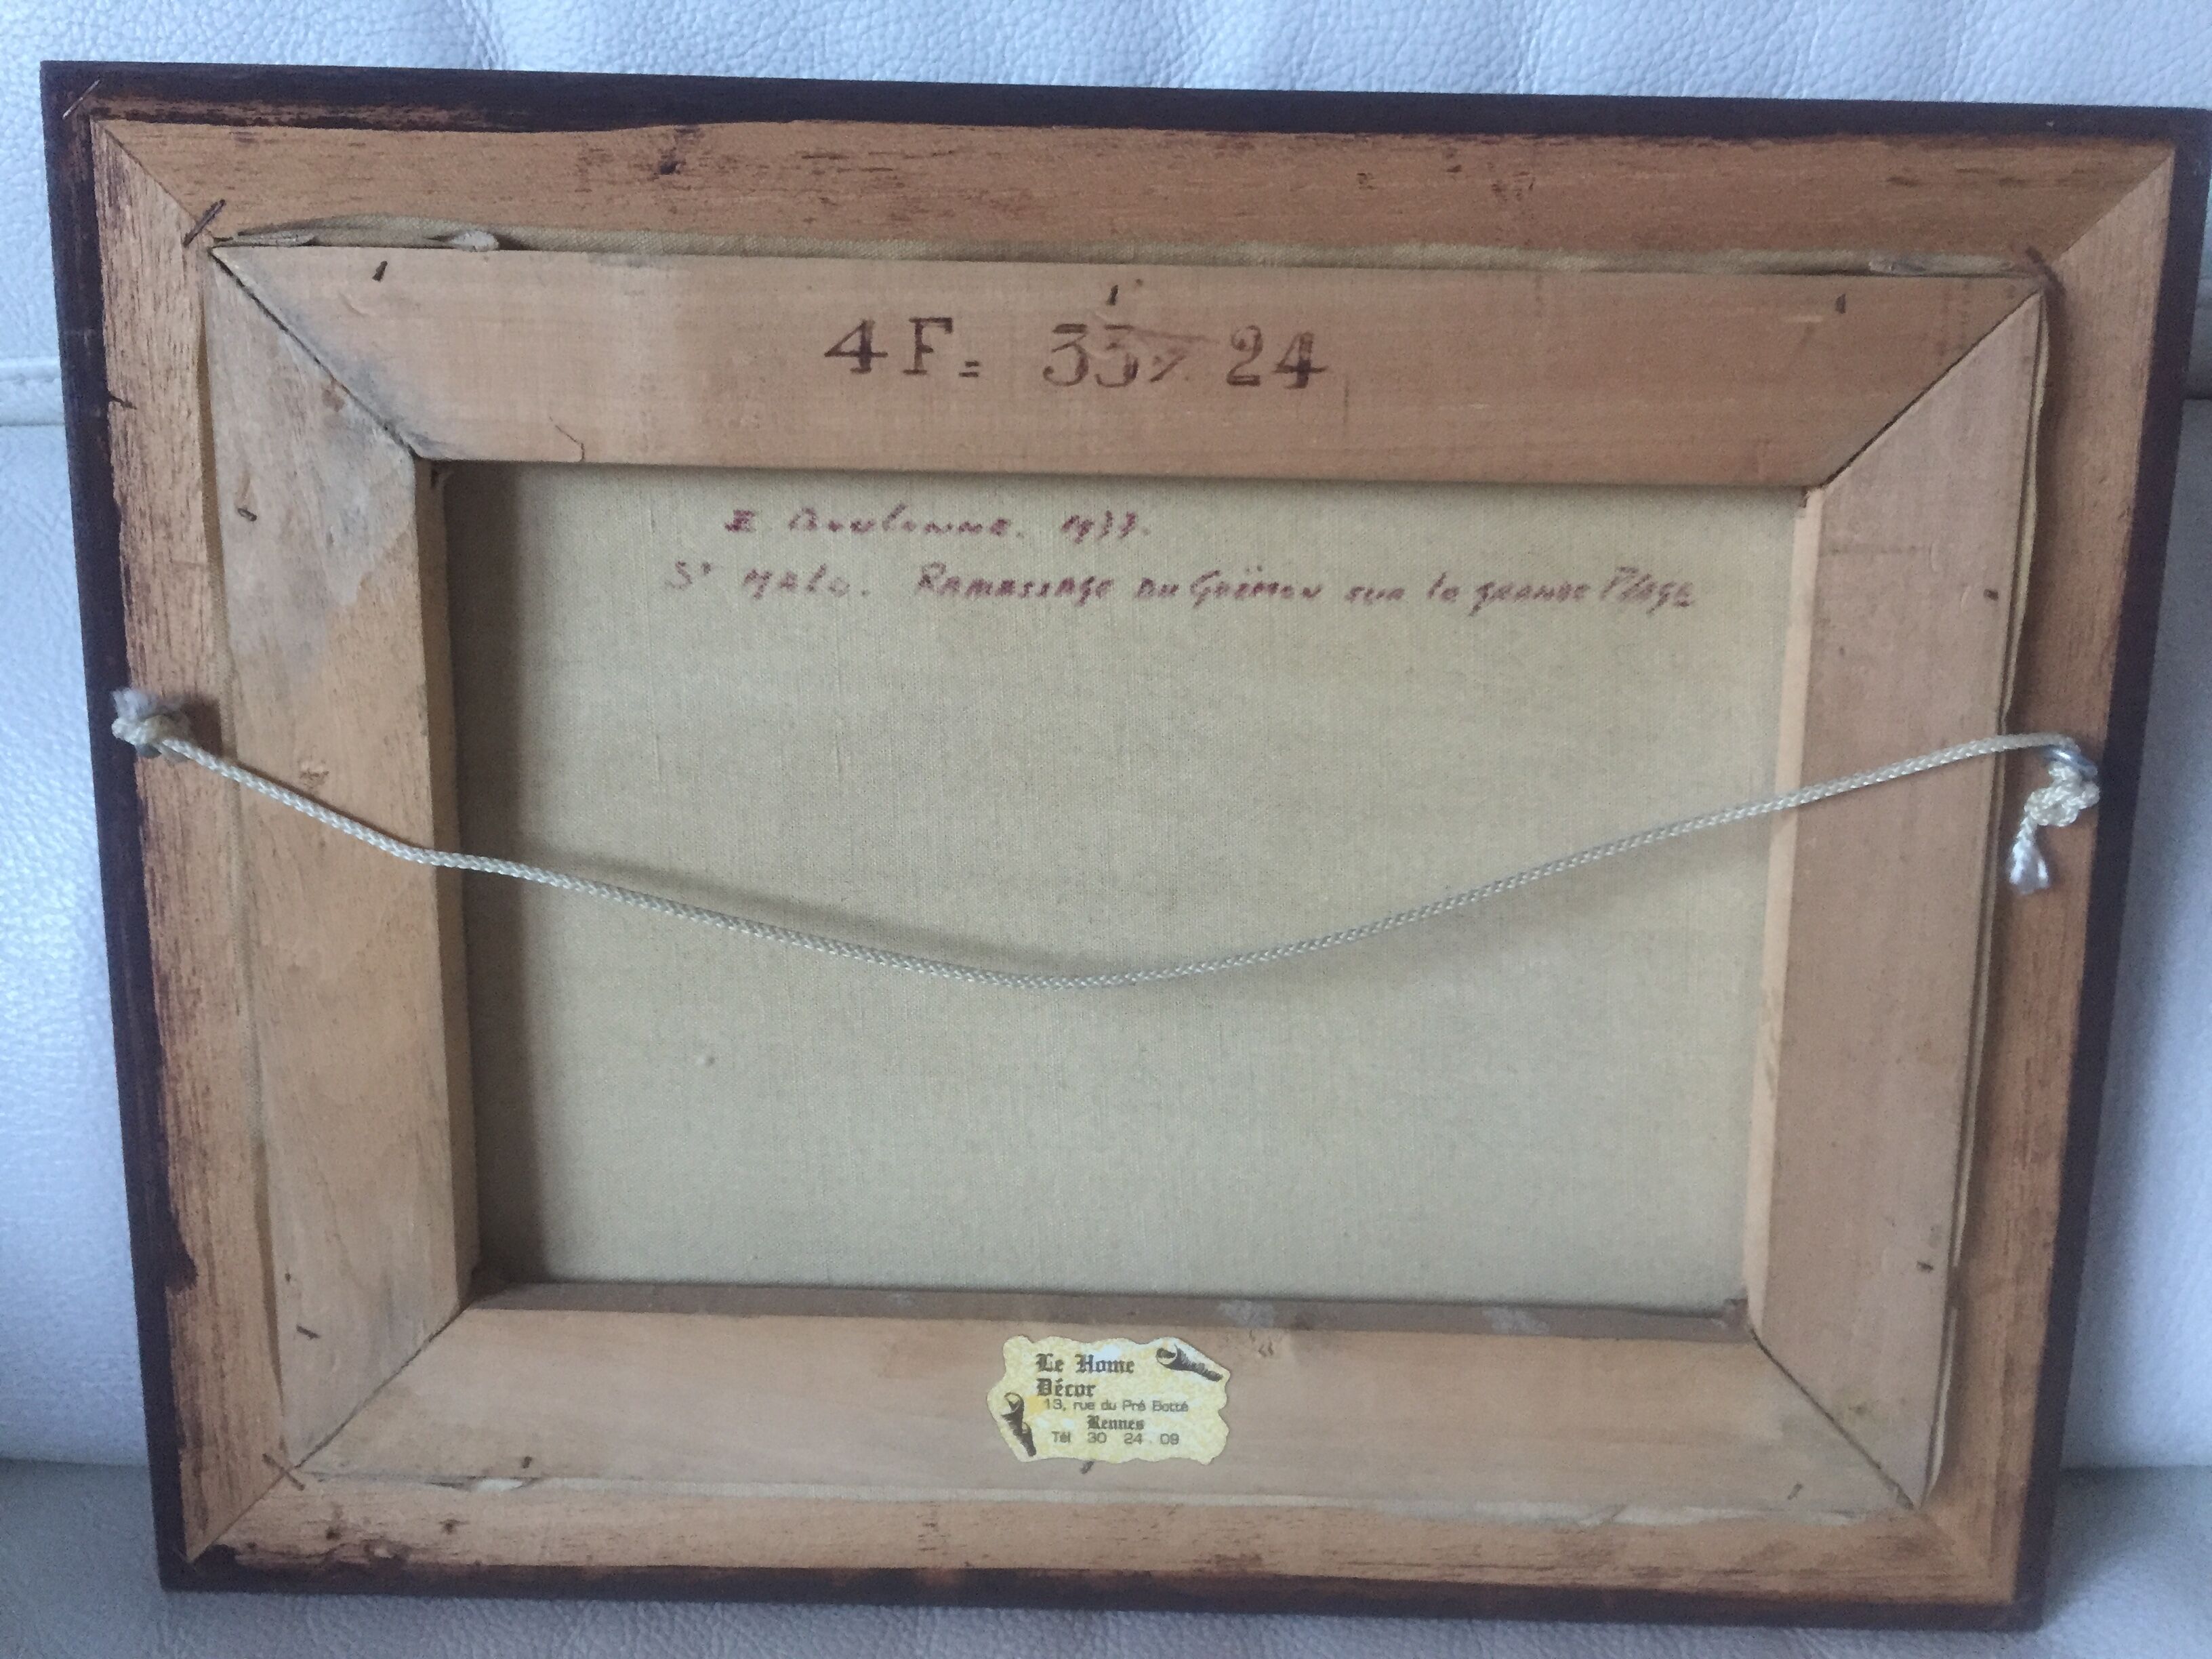 4F= 33 × 24
1937.
St MALO. RAMASSAGE DU GOËMON SUR la GRANDE PlAGE
Le Home
Décor
13, rue du Pré Botté
Rennes
Tél 30 24.09